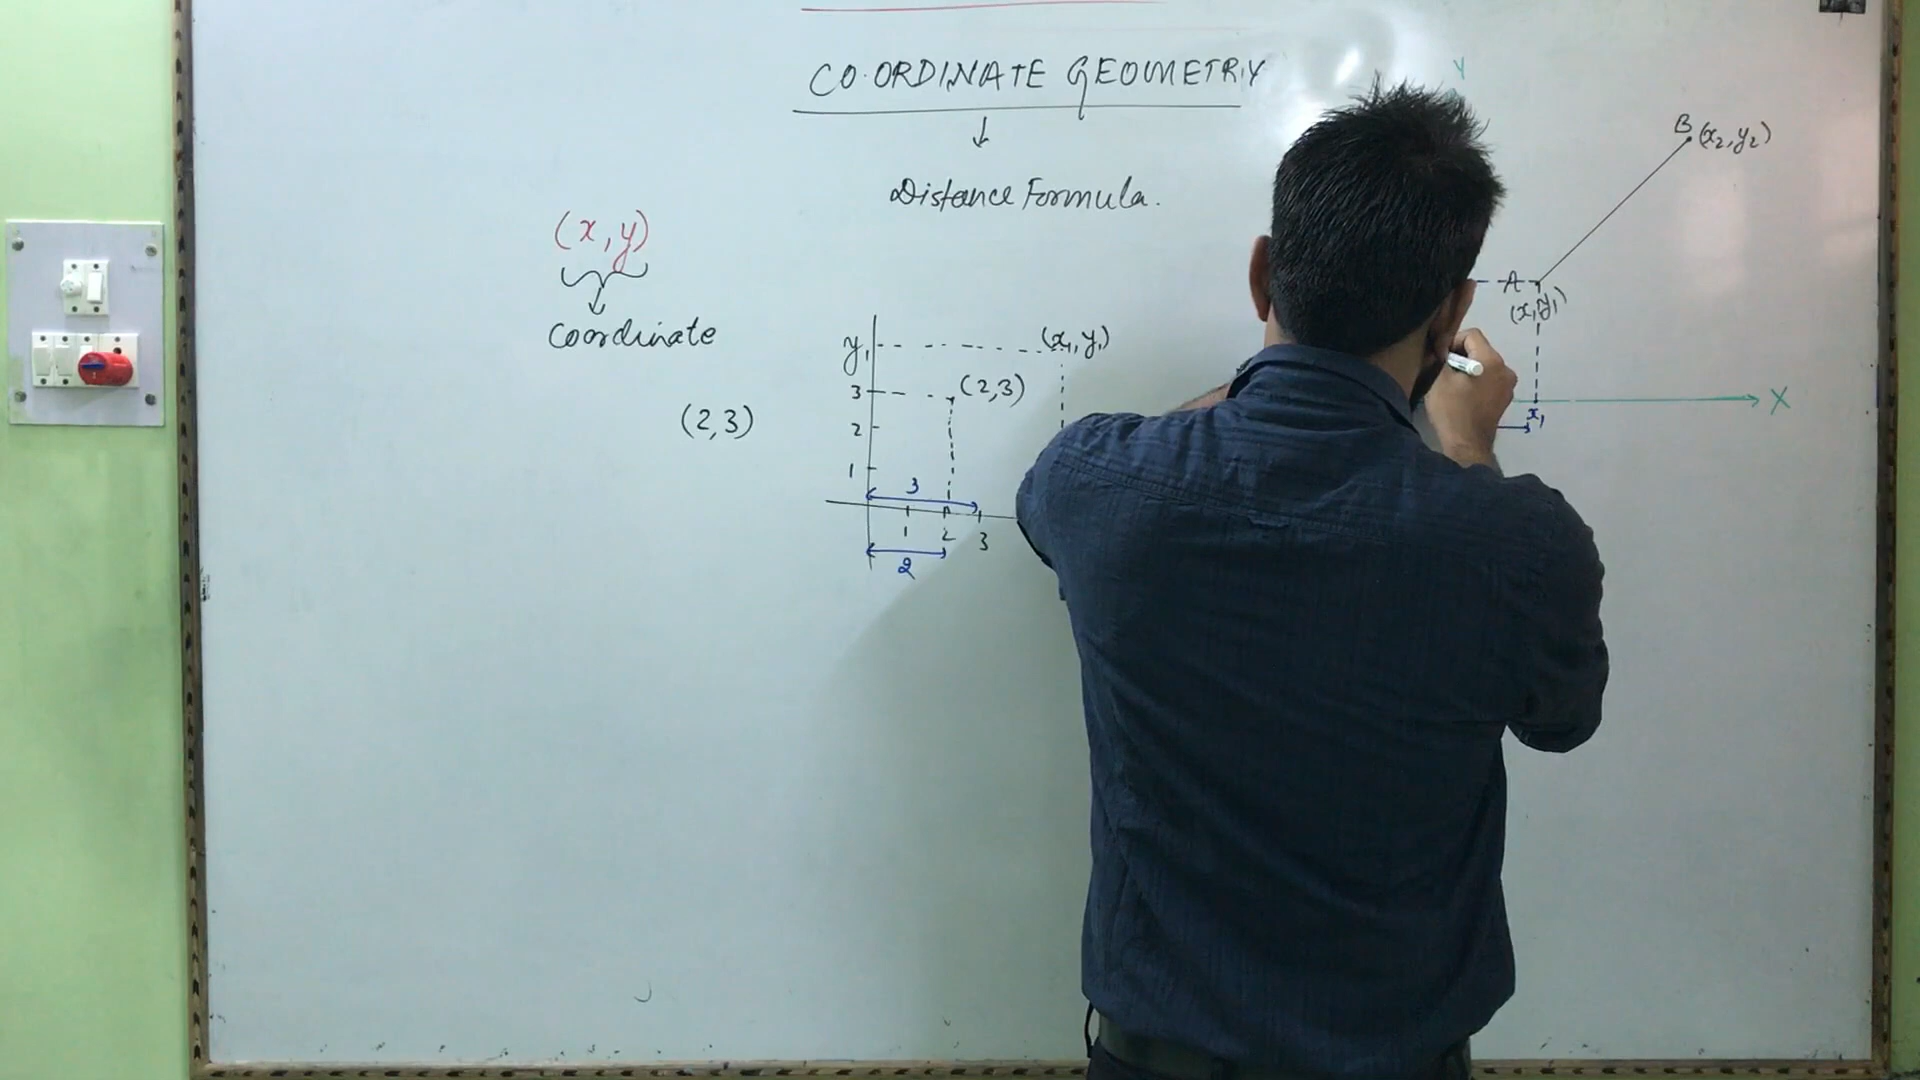 CO-ORDINATE GEOMETRY
↓
Distance Formula.
(x, y)
↓
Coordinate
(2,3)
y₁
(x₁, y₁)
3
(2,3)
2
1
3
1
2
3
2
Y
B (x₂, y₂)
A
(x₁, y₁)
X
x₁